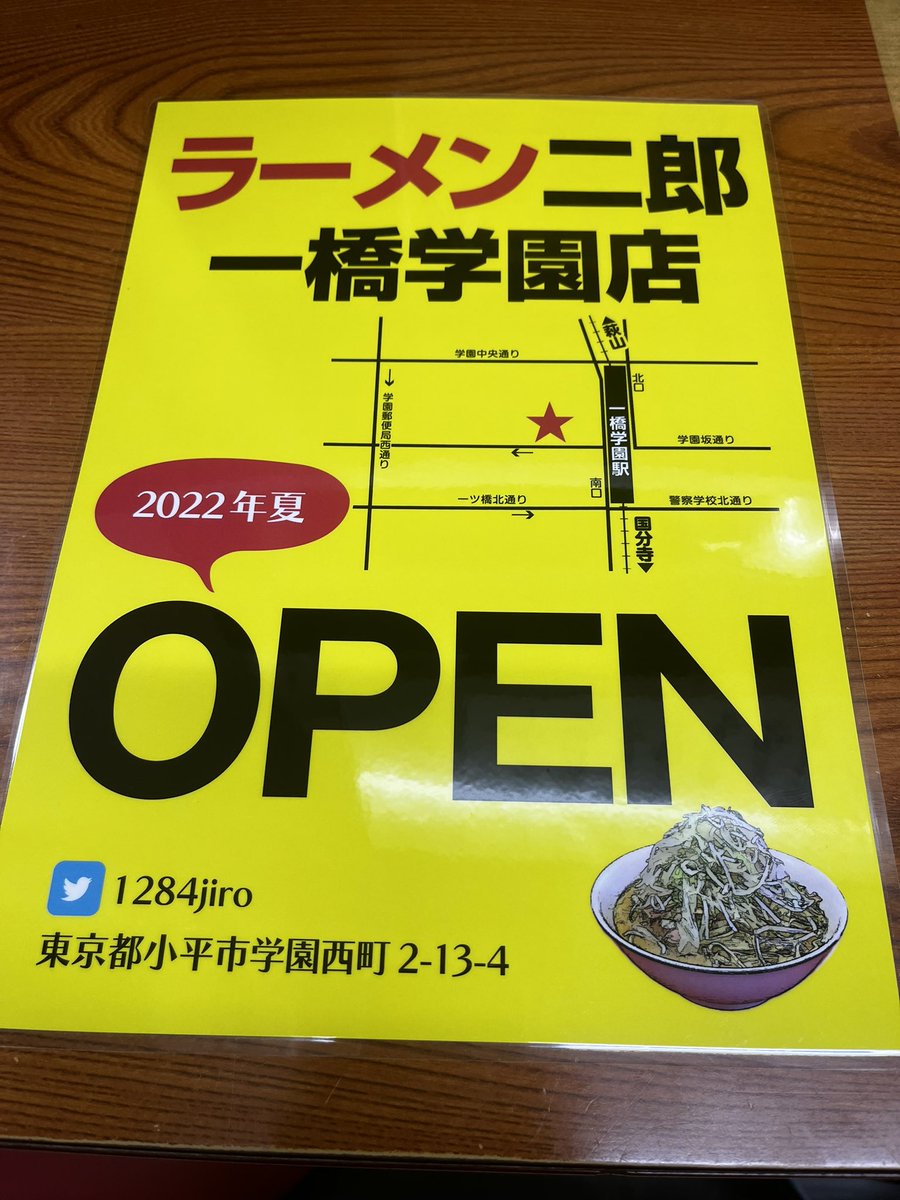 ラーメン二郎
一橋学園店
萩山
学園中央通り
北口
学園郵便局西通り
一橋学園駅
学園坂通り
南口
一ツ橋北通り
警察学校北通り
国分寺
2022年夏
OPEN
1284jiro
東京都小平市学園西町 2-13-4